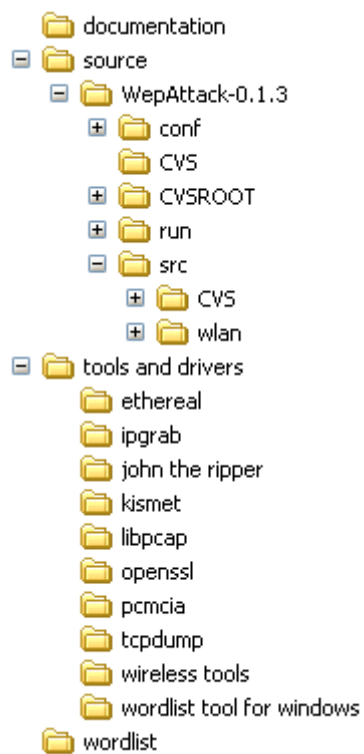 documentation
source
WepAttack-0.1.3
conf
CVS
CVSROOT
run
src
CVS
wlan
tools and drivers
ethereal
ipgrab
john the ripper
kismet
libpcap
openssl
pcmcia
tcpdump
wireless tools
wordlist tool for windows
wordlist